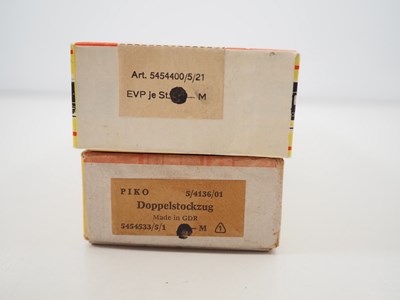 Art. 5454400/5/21
EVP je St. — M
PIKO 5/4136/01
Doppelstockzug
Made in GDR
5454533/5/1 — M